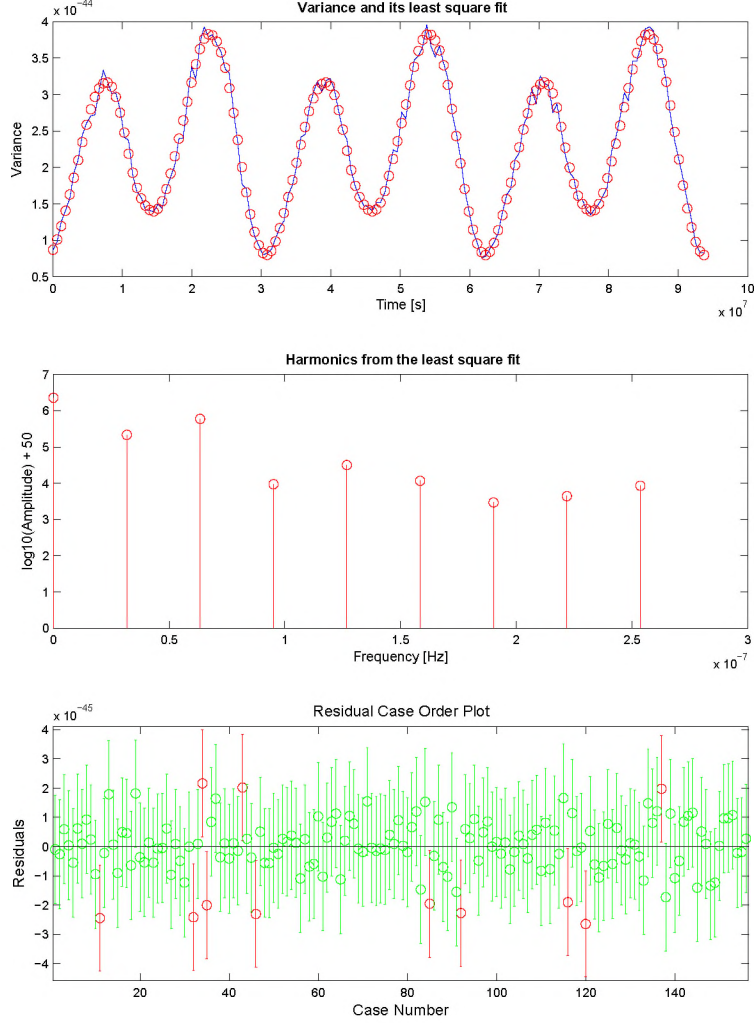 x 10^-44
Variance and its least square fit
4
3.5
3
2.5
2
1.5
1
0.5
Variance
0 1 2 3 4 5 6 7 8 9 10
Time [s]
x 10^7
Harmonics from the least square fit
7
6
5
4
3
2
1
0
log10(Amplitude) + 50
0 0.5 1 1.5 2 2.5 3
Frequency [Hz]
x 10^-7
x 10^-45
Residual Case Order Plot
4
3
2
1
0
−1
−2
−3
−4
Residuals
20 40 60 80 100 120 140
Case Number